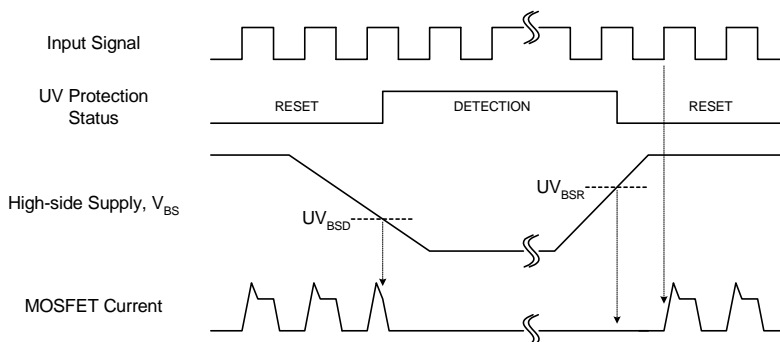 Input Signal
UV Protection
Status
RESET
DETECTION
RESET
High-side Supply, V_BS
UV_BSD
UV_BSR
MOSFET Current